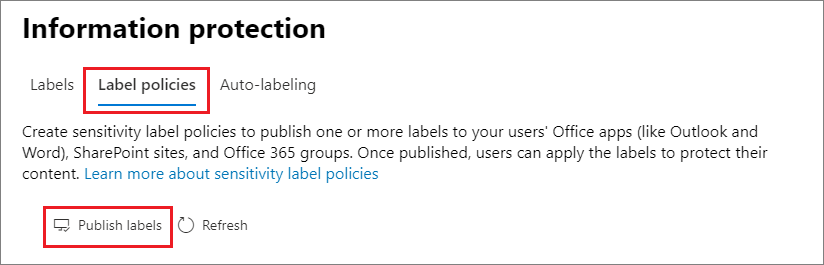 Information protection
Labels Label policies Auto-labeling
Create sensitivity label policies to publish one or more labels to your users' Office apps (like Outlook and
Word), SharePoint sites, and Office 365 groups. Once published, users can apply the labels to protect their
content. Learn more about sensitivity label policies
Publish labels Refresh